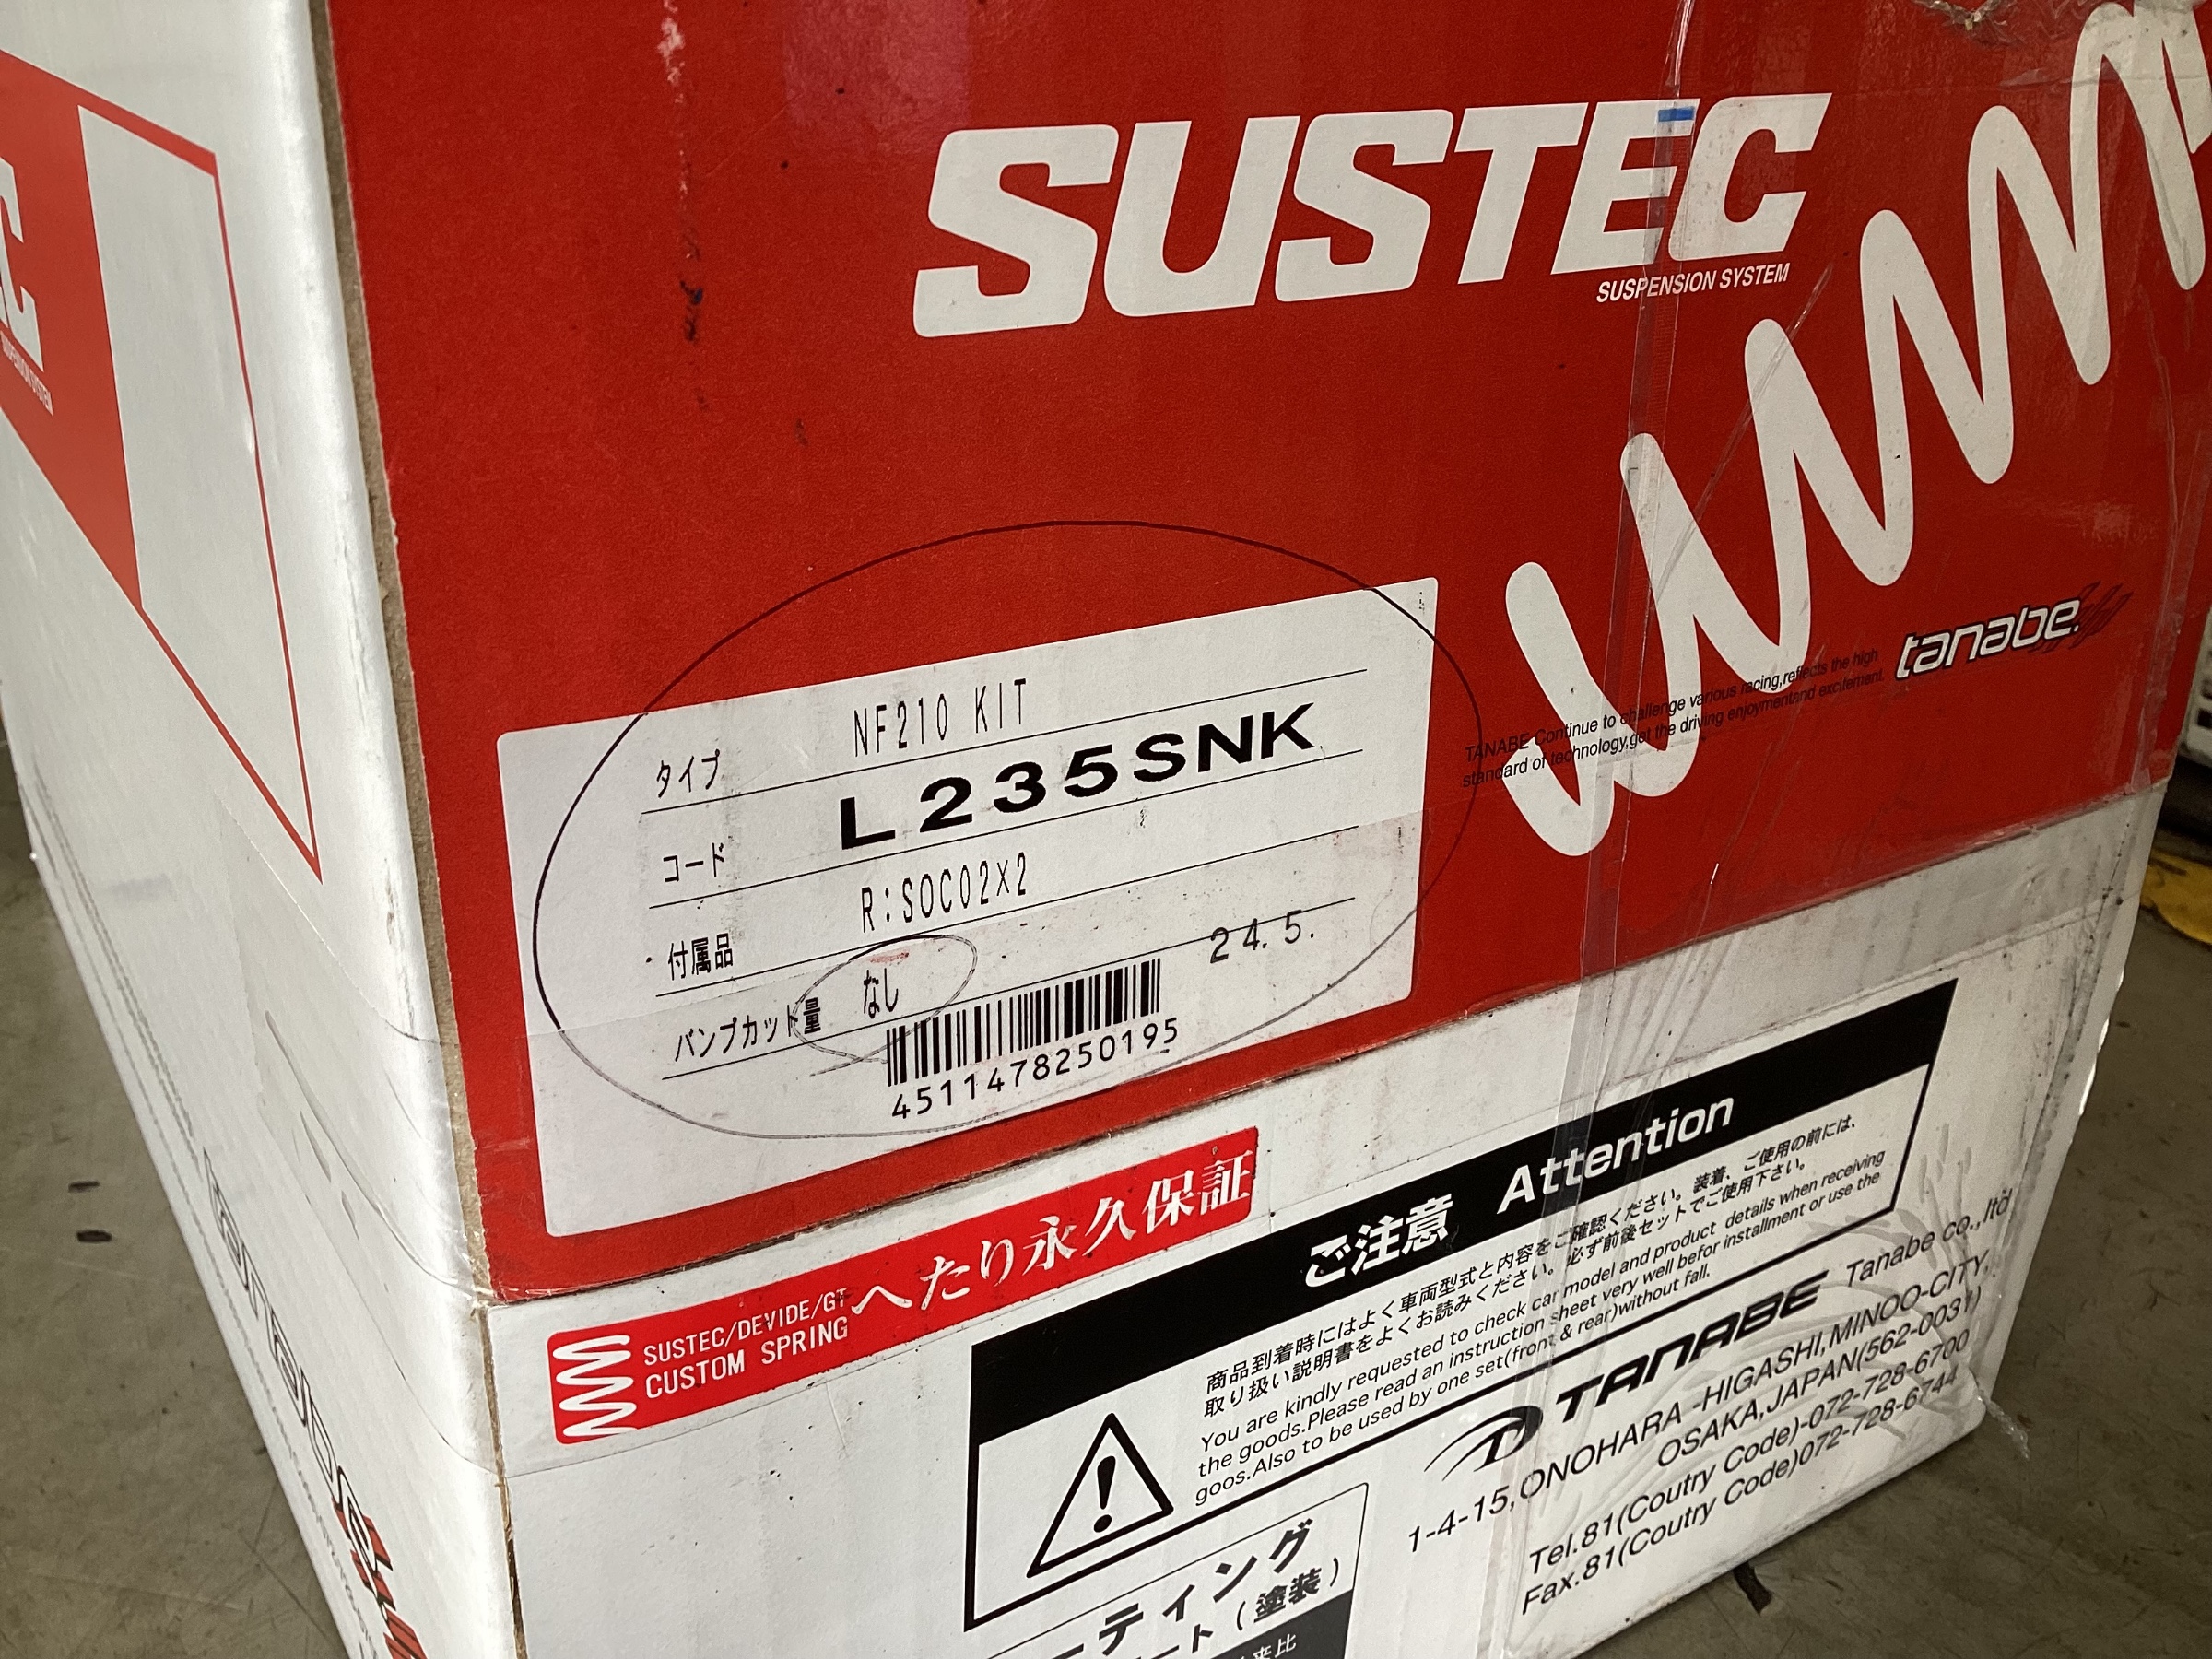 SUSTEC
SUSPENSION SYSTEM
tanabe.
TANABE Continue to challenge various racing,reflects the high
standard of technology,get the driving enjoymentand excitement.
タイプ NF210 KIT
コード L235SNK
付属品 R:SOC02X2
バンプカット量 なし
24.5.
4511478250195
SUSTEC/DEVIDE/GT
CUSTOM SPRING
へたり永久保証
ご注意 Attention
商品到着時にはよく車両型式と内容をご確認ください。装着、ご使用の前には、
取り扱い説明書をよくお読みください。必ず前後セットでご使用下さい。
You are kindly requested to check car model and product details when receiving
the goods.Please read an instruction sheet very well befor installment or use the
goos.Also to be used by one set(front & rear)without fall.
TANABE Tanabe co.,ltd
1-4-15,ONOHARA -HIGASHI,MINOO-CITY,
OSAKA,JAPAN(562-0031)
Tel.81(Coutry Code)-072-728-6700
Fax.81(Coutry Code)072-728-6744
ーティング
ート(塗装)
来比
C
SUSPENSION SYSTEM
tanabe